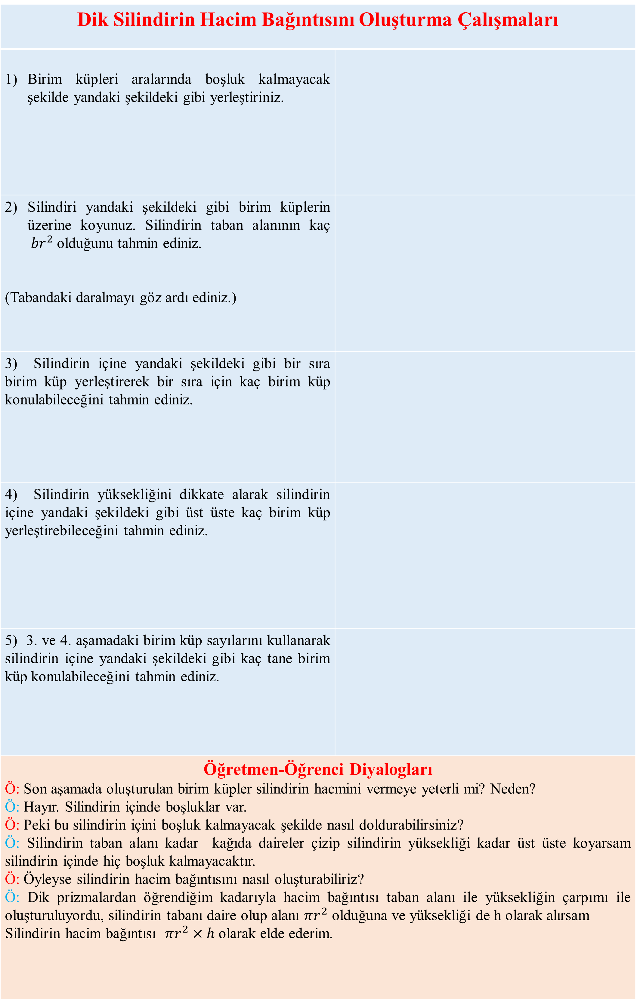 Dik Silindirin Hacim Bağıntısını Oluşturma Çalışmaları
1) Birim küpleri aralarında boşluk kalmayacak
şekilde yandaki şekildeki gibi yerleştiriniz.
2) Silindiri yandaki şekildeki gibi birim küplerin
üzerine koyunuz. Silindirin taban alanının kaç
br² olduğunu tahmin ediniz.
(Tabandaki daralmayı göz ardı ediniz.)
3) Silindirin içine yandaki şekildeki gibi bir sıra
birim küp yerleştirerek bir sıra için kaç birim küp
konulabileceğini tahmin ediniz.
4) Silindirin yüksekliğini dikkate alarak silindirin
içine yandaki şekildeki gibi üst üste kaç birim küp
yerleştirebileceğini tahmin ediniz.
5) 3. ve 4. aşamadaki birim küp sayılarını kullanarak
silindirin içine yandaki şekildeki gibi kaç tane birim
küp konulabileceğini tahmin ediniz.
Öğretmen-Öğrenci Diyalogları
Ö: Son aşamada oluşturulan birim küpler silindirin hacmini vermeye yeterli mi? Neden?
Ö: Hayır. Silindirin içinde boşluklar var.
Ö: Peki bu silindirin içini boşluk kalmayacak şekilde nasıl doldurabilirsiniz?
Ö: Silindirin taban alanı kadar kağıda daireler çizip silindirin yüksekliği kadar üst üste koyarsam
silindirin içinde hiç boşluk kalmayacaktır.
Ö: Öyleyse silindirin hacim bağıntısını nasıl oluşturabiliriz?
Ö: Dik prizmalardan öğrendiğim kadarıyla hacim bağıntısı taban alanı ile yüksekliğin çarpımı ile
oluşturuluyordu, silindirin tabanı daire olup alanı πr² olduğuna ve yüksekliği de h olarak alırsam
Silindirin hacim bağıntısı πr² × h olarak elde ederim.